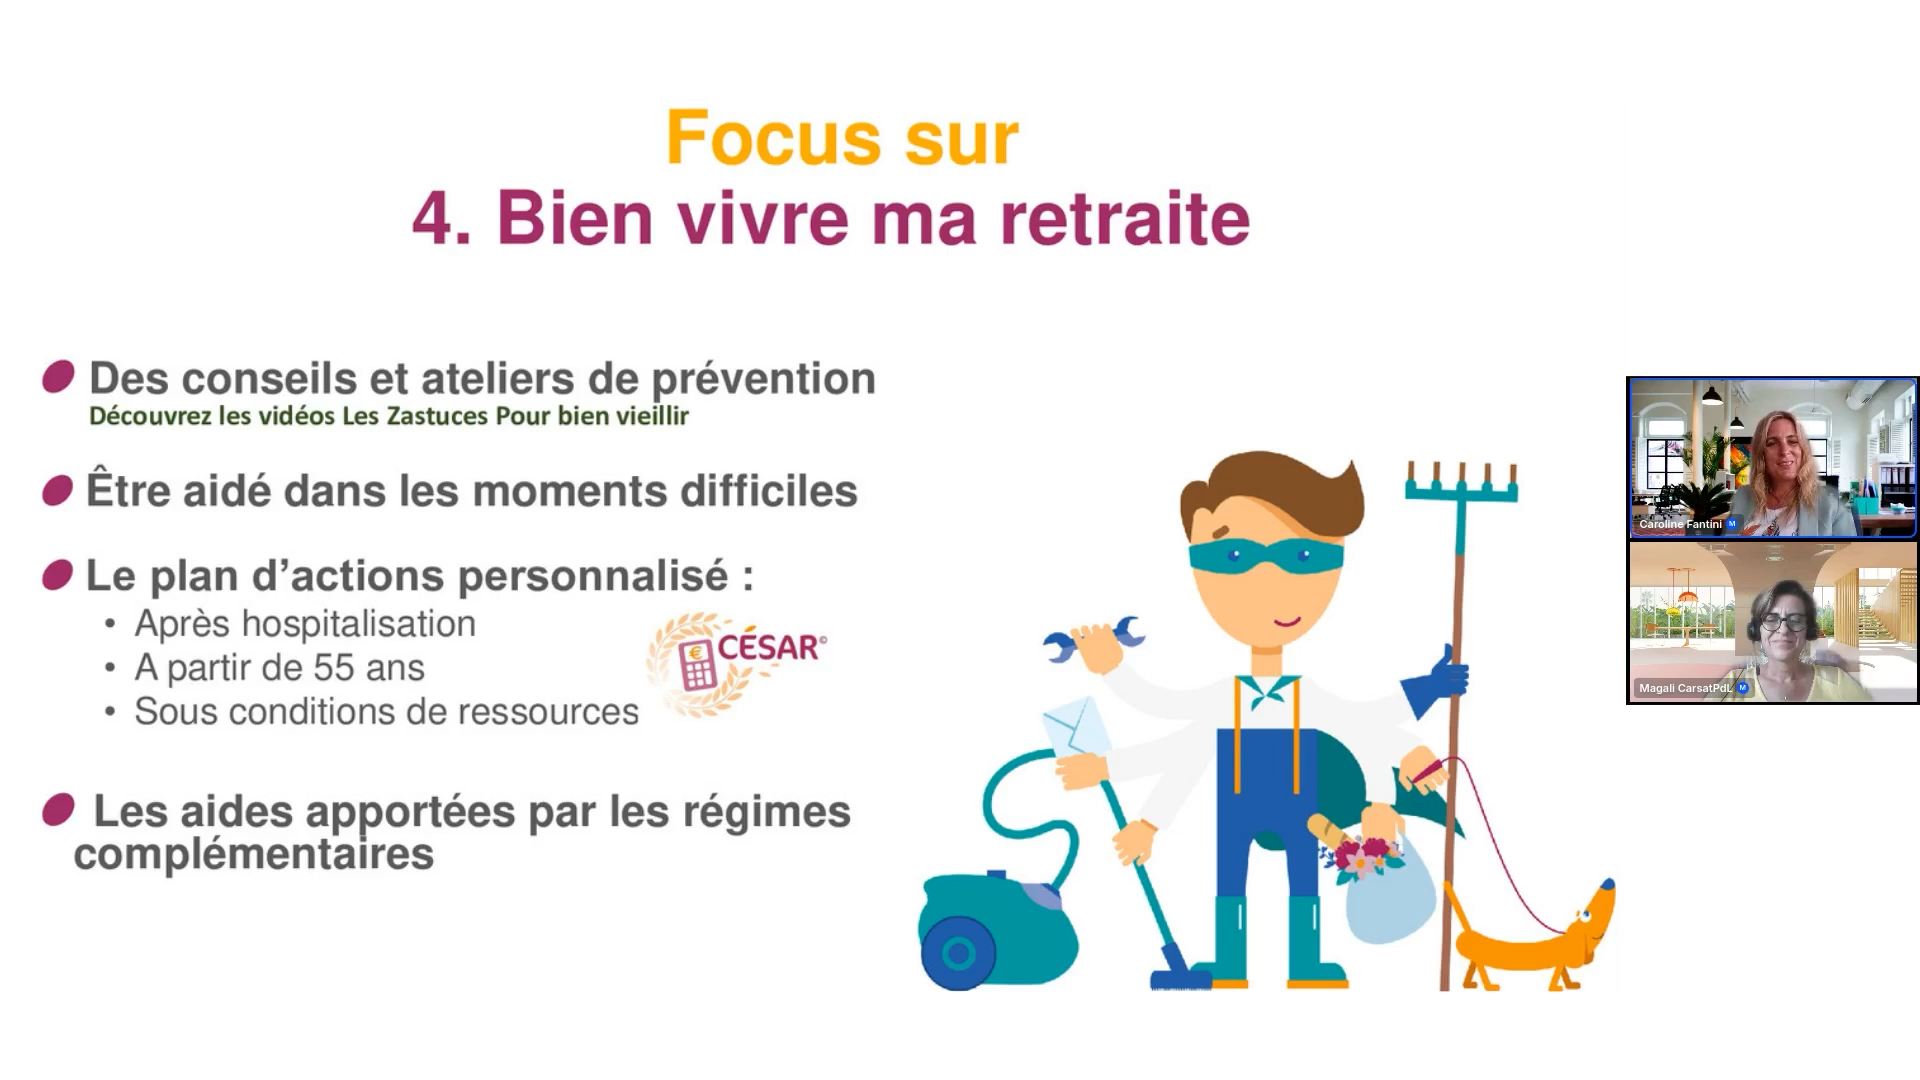 Focus sur
4. Bien vivre ma retraite
Des conseils et ateliers de prévention
Découvrez les vidéos Les Zastuces Pour bien vieillir
Être aidé dans les moments difficiles
Le plan d’actions personnalisé :
• Après hospitalisation
• A partir de 55 ans
• Sous conditions de ressources
€ CÉSAR©
Les aides apportées par les régimes
complémentaires
Caroline Fantini M
Magali CarsatPdL M